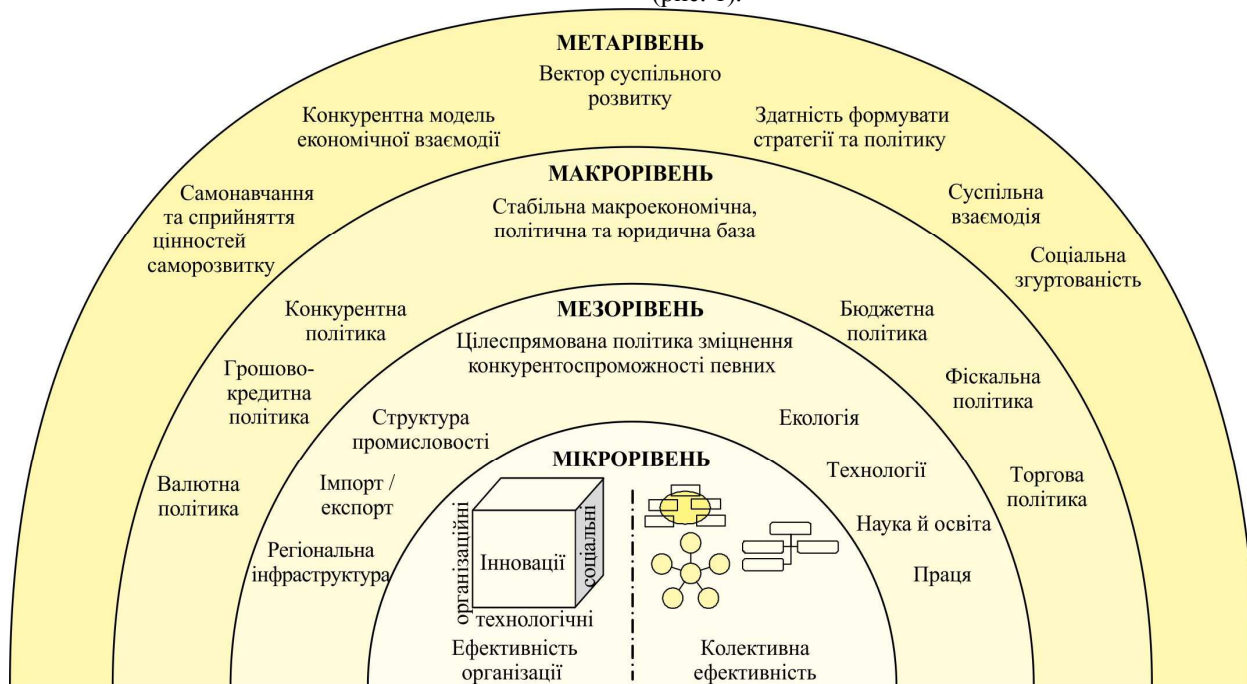 (рис. 1).
МЕТАРІВЕНЬ
Вектор суспільного
розвитку
Конкурентна модель
економічної взаємодії
Здатність формувати
стратегії та політику
Самонавчання
та сприйняття
цінностей
саморозвитку
Суспільна
взаємодія
Соціальна
згуртованість
МАКРОРІВЕНЬ
Стабільна макроекономічна,
політична та юридична база
Конкурентна
політика
Грошово-
кредитна
політика
Валютна
політика
Бюджетна
політика
Фіскальна
політика
Торгова
політика
МЕЗОРІВЕНЬ
Цілеспрямована політика зміцнення
конкурентоспроможності певних
Структура
промисловості
Імпорт /
експорт
Регіональна
інфраструктура
Екологія
Технології
Наука й освіта
Праця
МІКРОРІВЕНЬ
організаційні
Інновації
соціальні
технологічні
Ефективність
організації
Колективна
ефективність